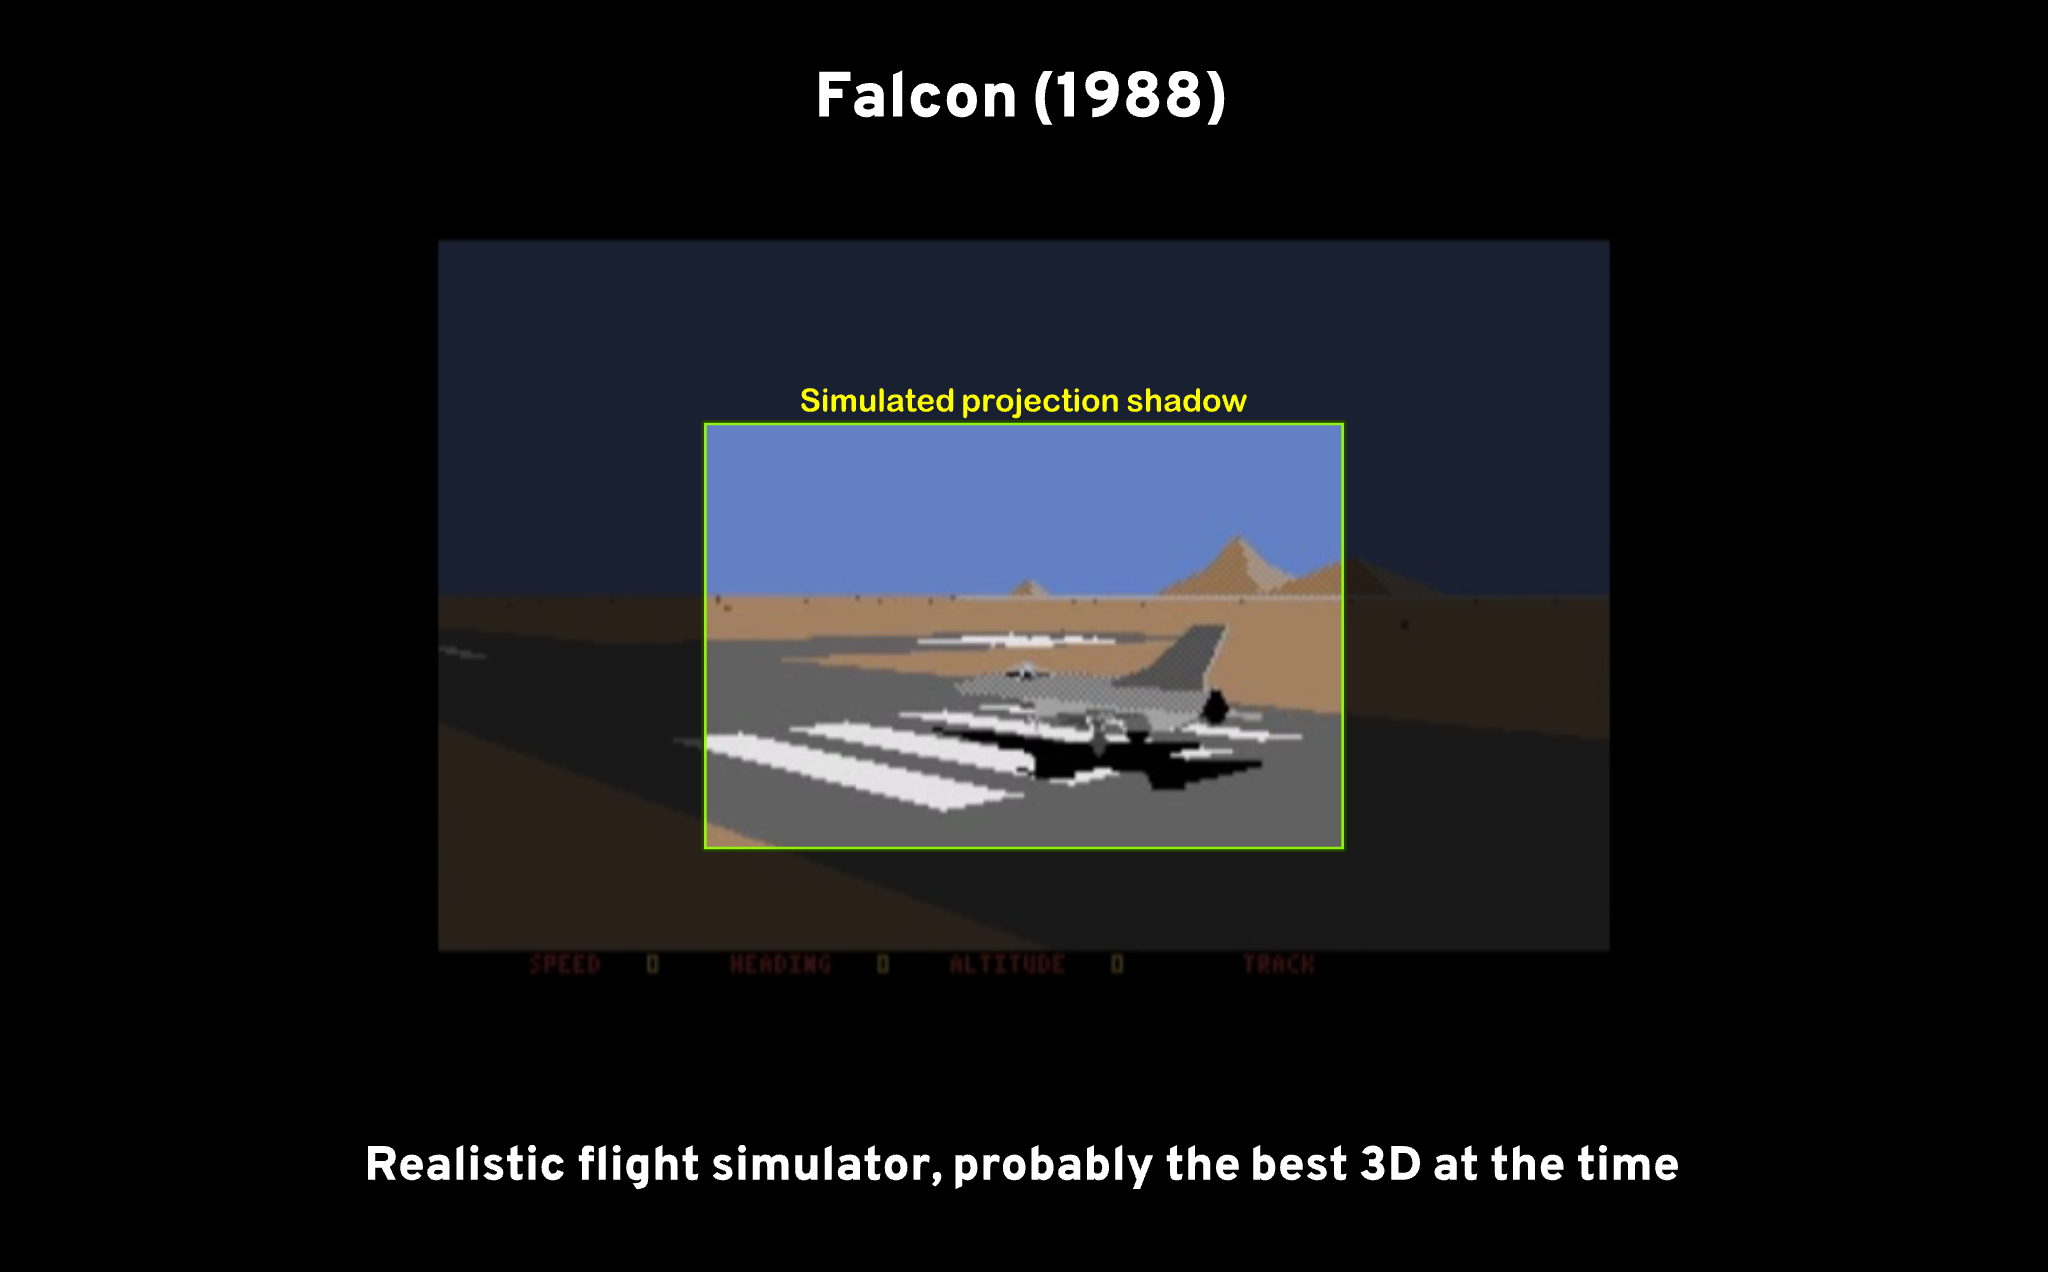 Falcon (1988)
Simulated projection shadow
SPEED 0 HEADING 0 ALTITUDE 0 TRACK
Realistic flight simulator, probably the best 3D at the time